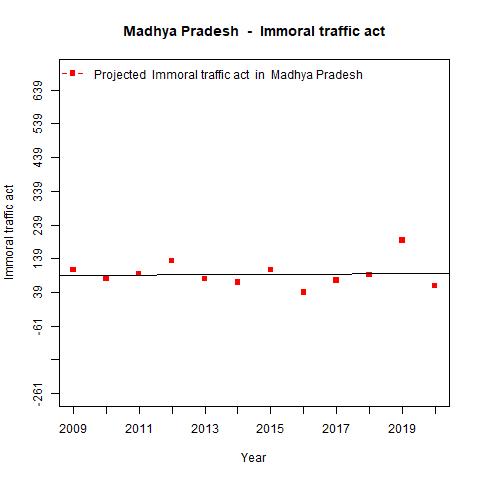 Madhya Pradesh - Immoral traffic act
Projected Immoral traffic act in Madhya Pradesh
639
539
439
339
239
139
39
-61
-261
Immoral traffic act
2009 2011 2013 2015 2017 2019
Year